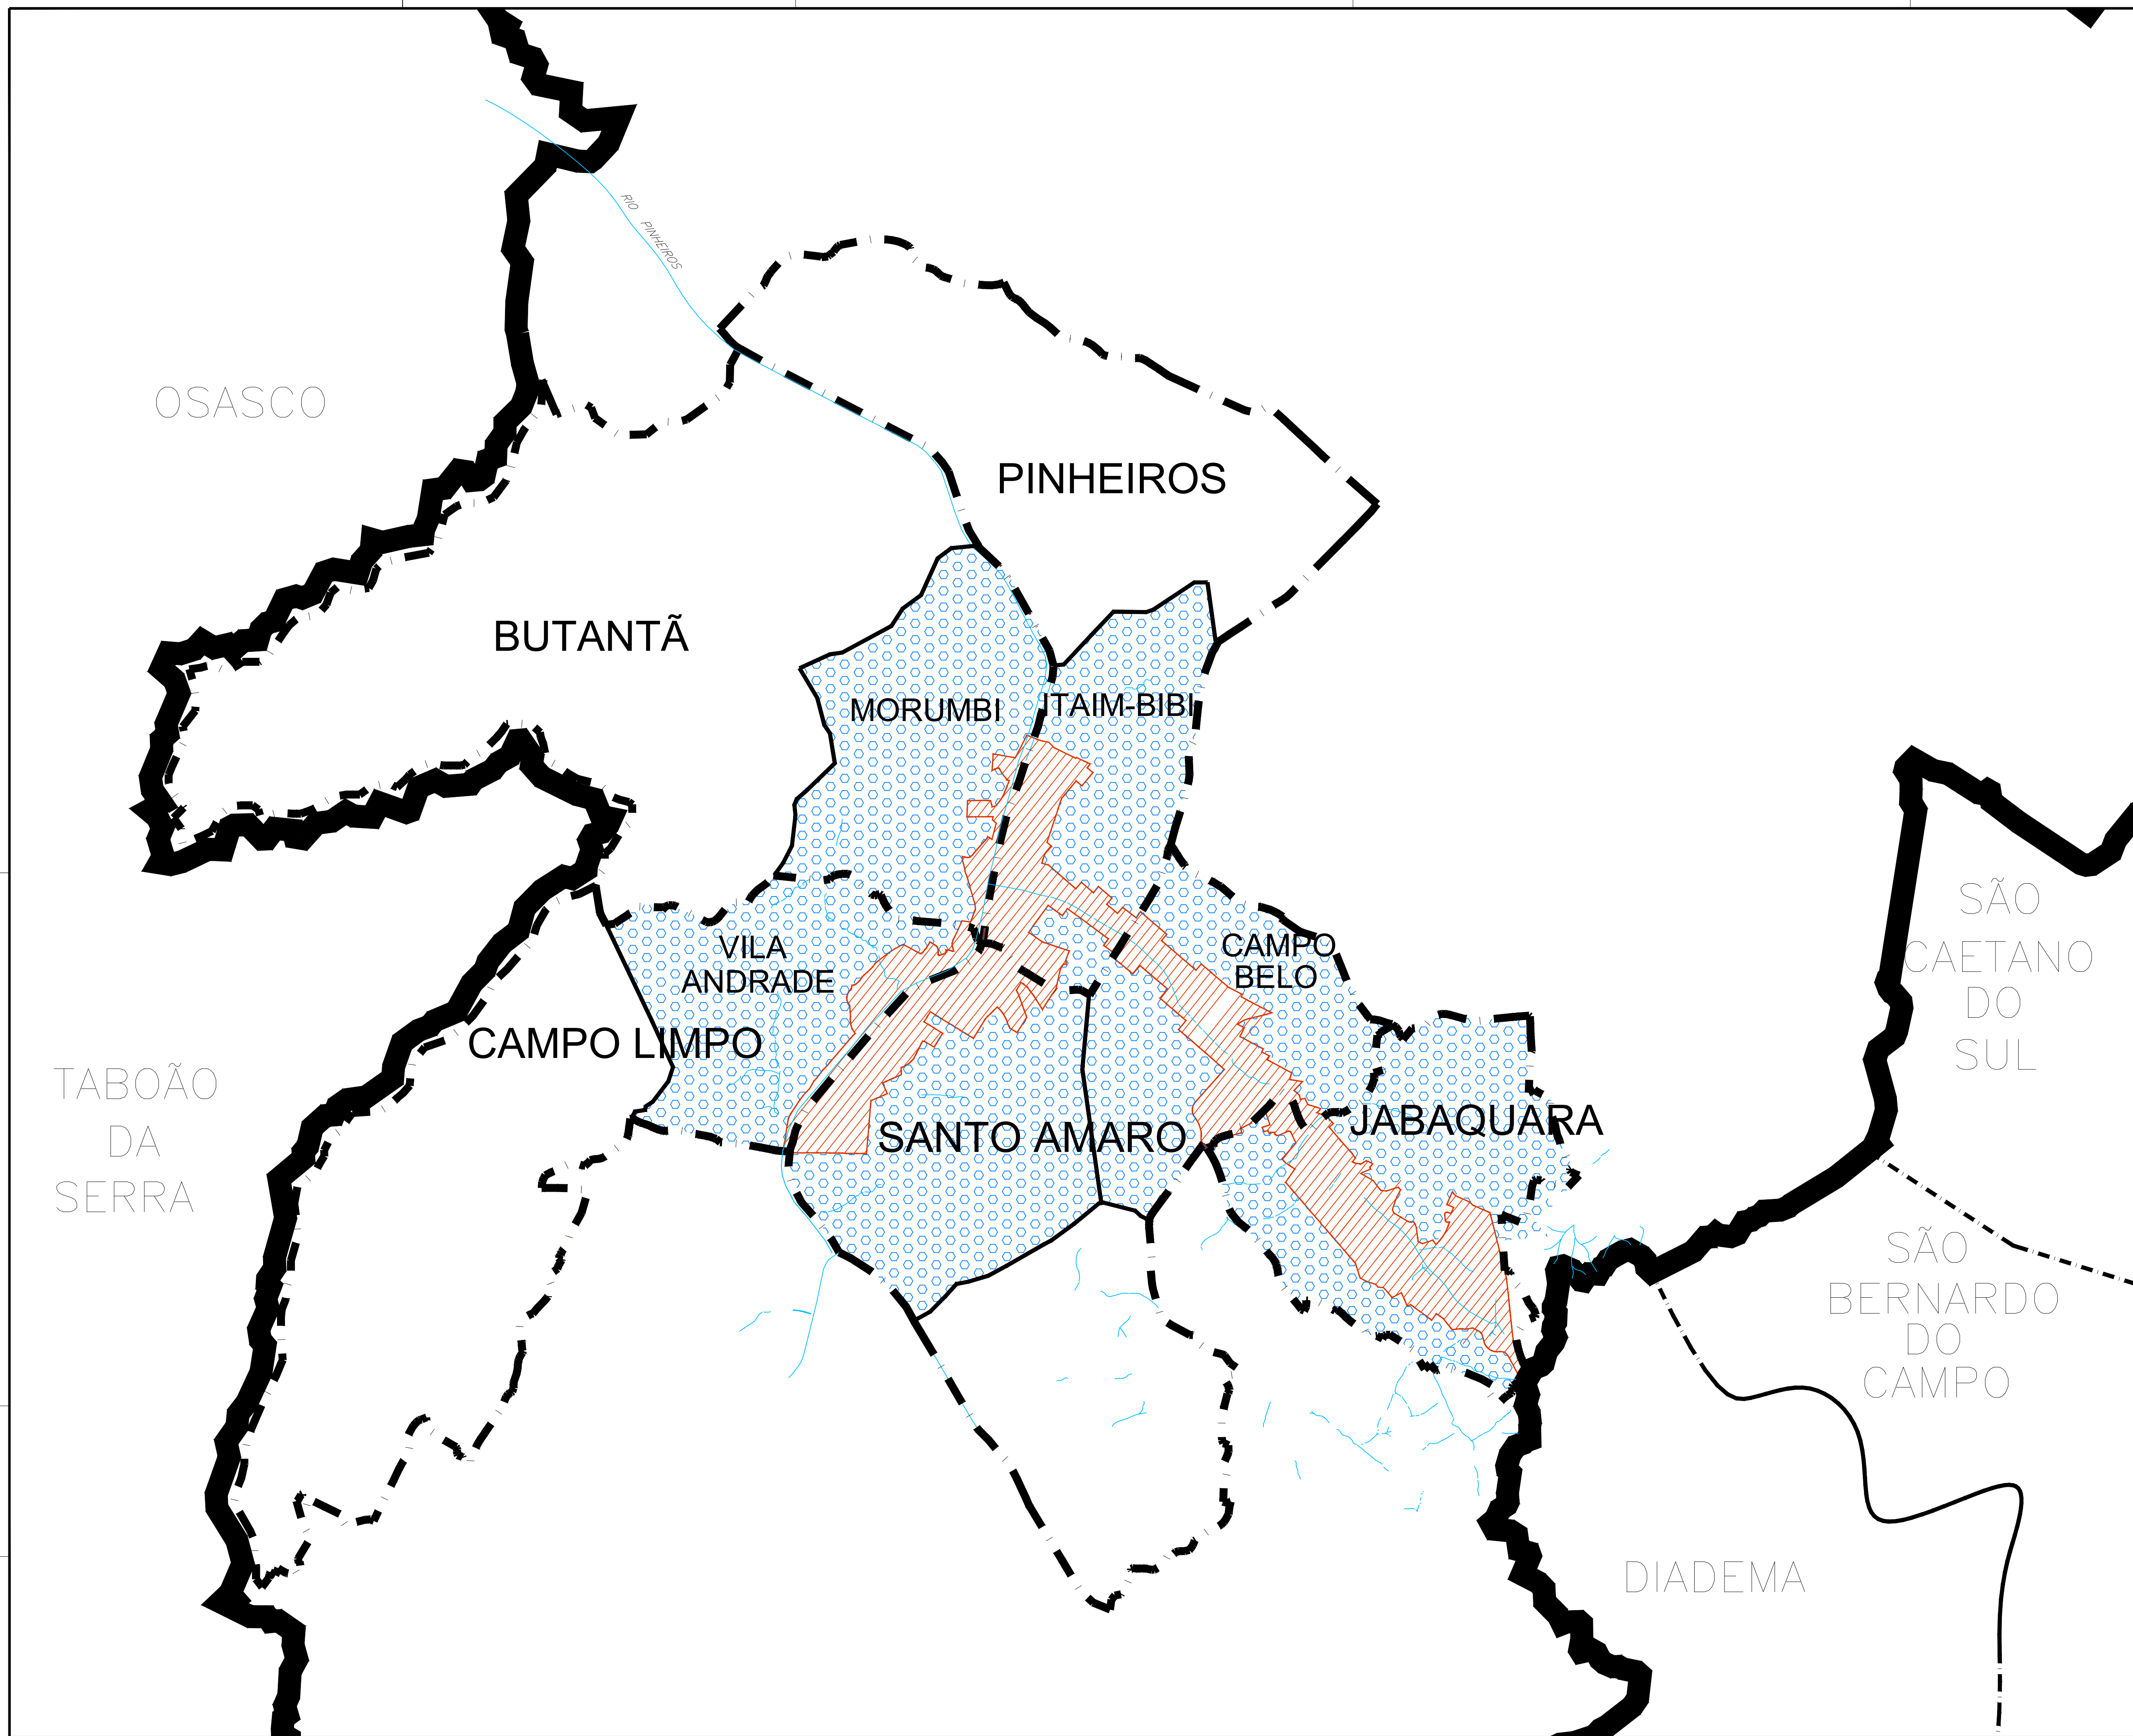 RIO PINHEIROS
OSASCO
PINHEIROS
BUTANTÃ
MORUMBI
ITAIM-BIBI
SÃO
CAETANO
DO
SUL
VILA
ANDRADE
CAMPO
BELO
CAMPO LIMPO
TABOÃO
DA
SERRA
SANTO AMARO
JABAQUARA
SÃO
BERNARDO
DO
CAMPO
DIADEMA